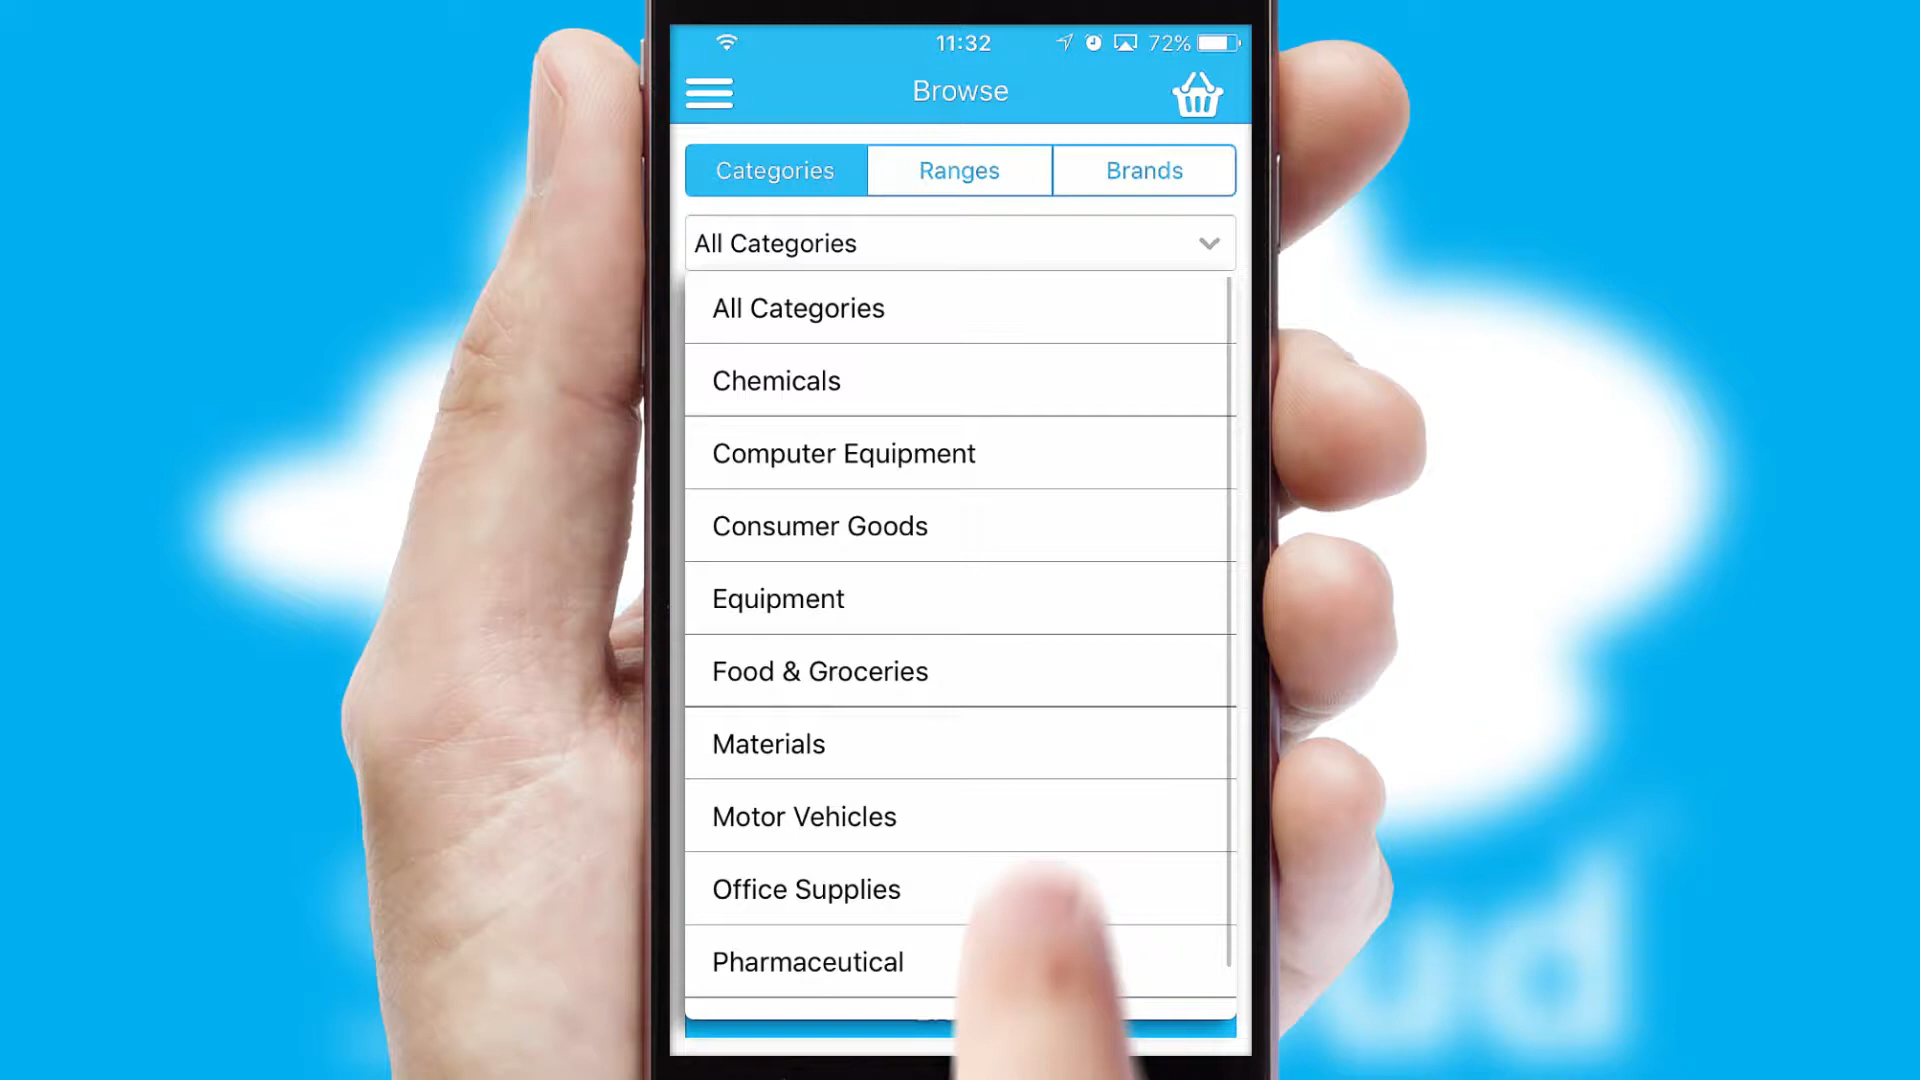 11:32
72%
Browse
Categories Ranges Brands
All Categories
All Categories
Chemicals
Computer Equipment
Consumer Goods
Equipment
Food & Groceries
Materials
Motor Vehicles
Office Supplies
Pharmaceutical